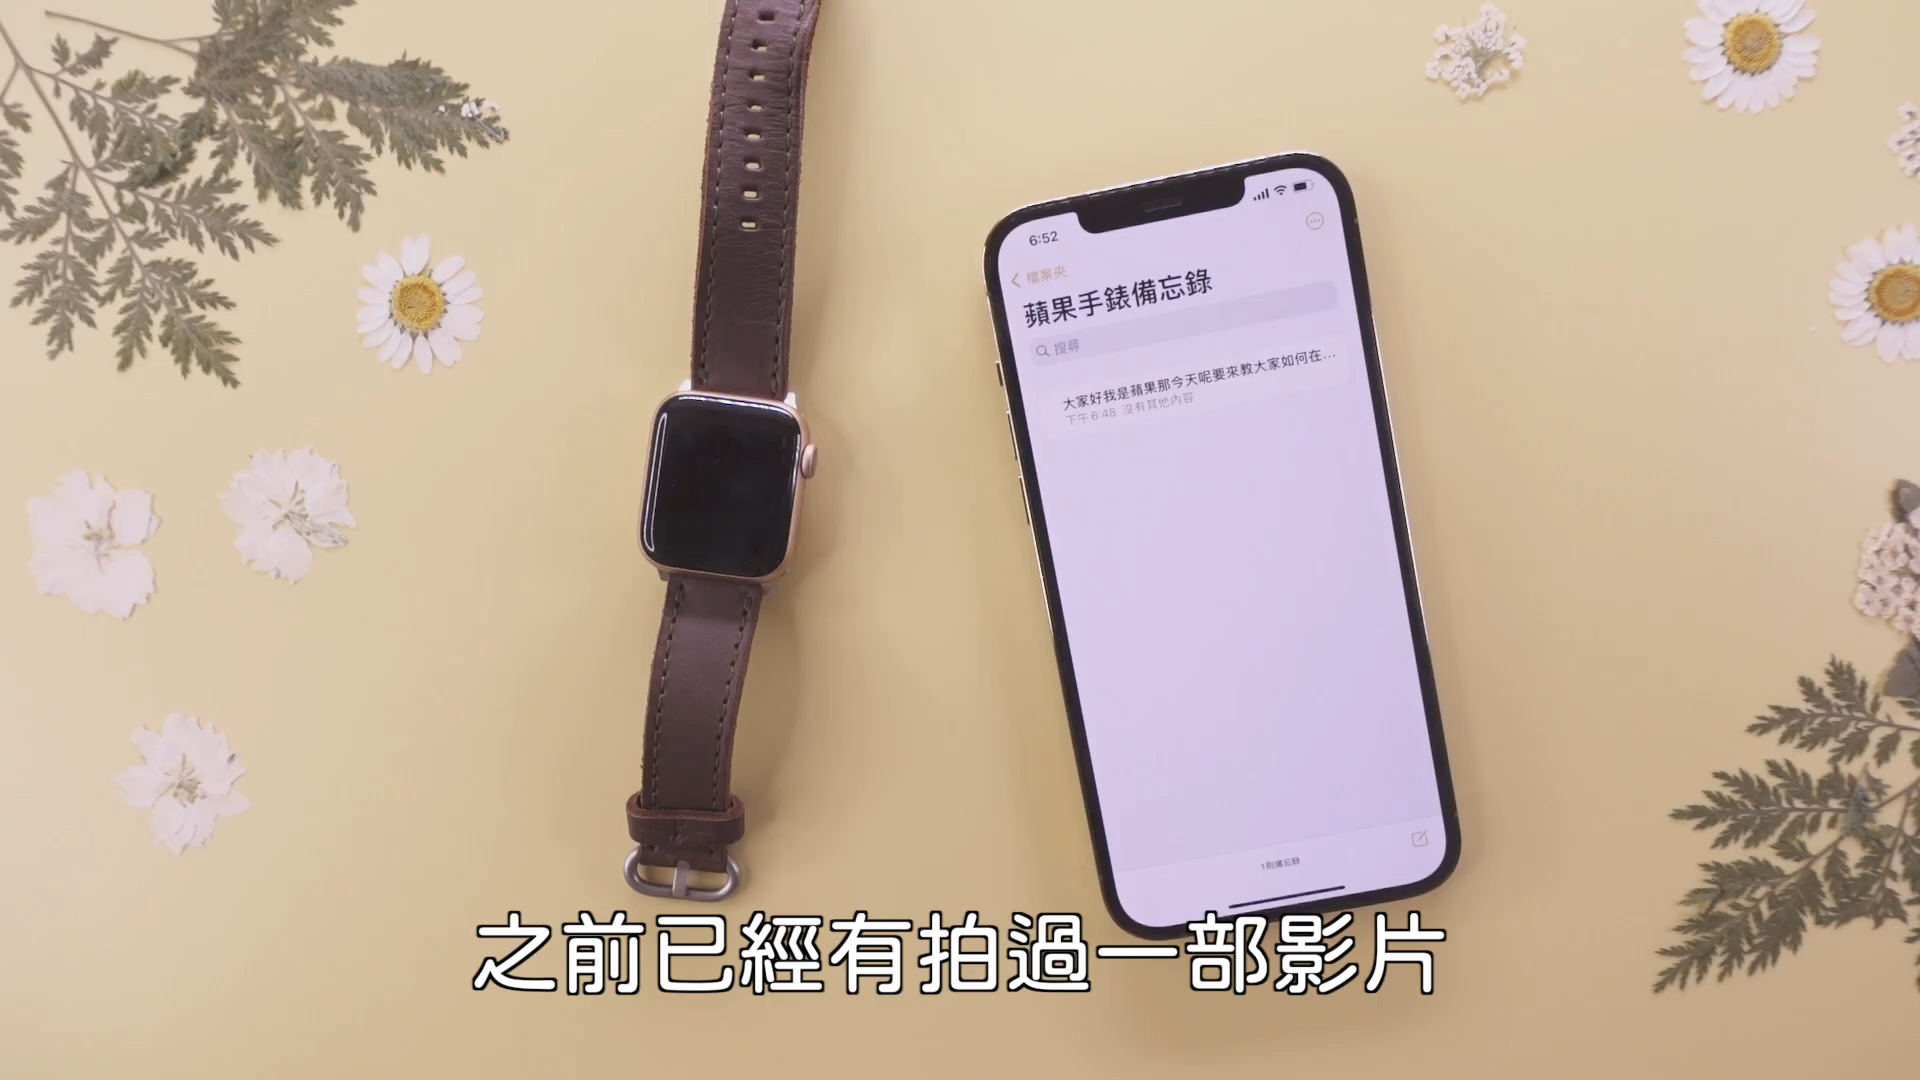 6:52
檔案夾
蘋果手錶備忘錄
搜尋
大家好我是蘋果那今天呢要來教大家如何在...
下午6:48 沒有其他內容
1則備忘錄
之前已經有拍過一部影片